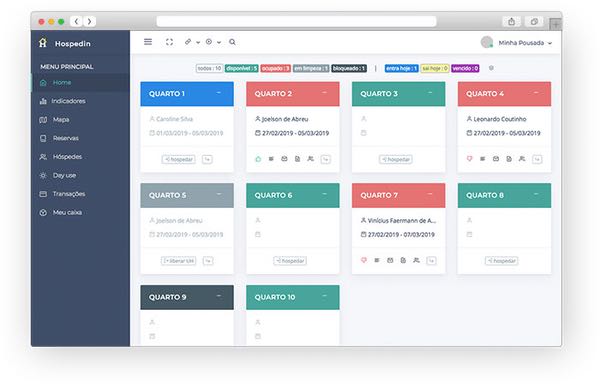 Hospedin
Minha Pousada
MENU PRINCIPAL
Home
Indicadores
Mapa
Reservas
Hóspedes
Day use
Transações
Meu caixa
todos : 10
disponível : 5
ocupado : 3
em limpeza : 1
bloqueado : 1
|
entra hoje : 1
sai hoje : 0
vencido : 0
QUARTO 1
Caroline Silva
01/03/2019 - 05/03/2019
hospedar
QUARTO 2
Joelson de Abreu
27/02/2019 - 05/03/2019
QUARTO 3
hospedar
QUARTO 4
Leonardo Coutinho
27/02/2019 - 05/03/2019
QUARTO 5
Joelson de Abreu
27/02/2019 - 05/03/2019
liberar UH
QUARTO 6
hospedar
QUARTO 7
Vinícius Faermann de A...
27/02/2019 - 07/03/2019
QUARTO 8
hospedar
QUARTO 9
QUARTO 10